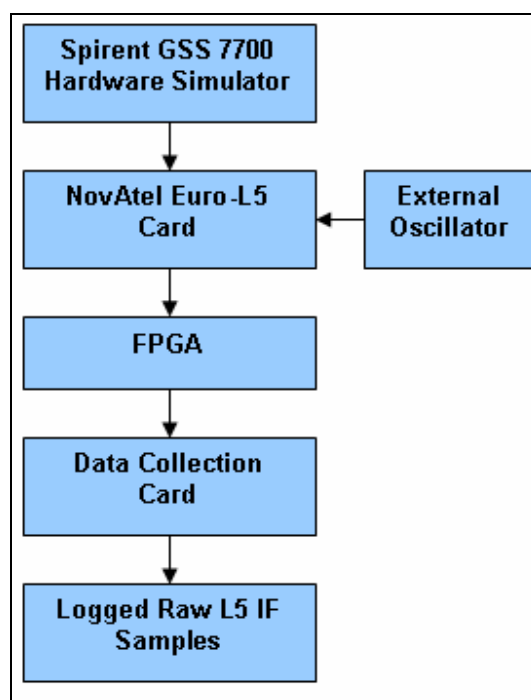 Spirent GSS 7700
Hardware Simulator
NovAtel Euro-L5
Card
External
Oscillator
FPGA
Data Collection
Card
Logged Raw L5 IF
Samples